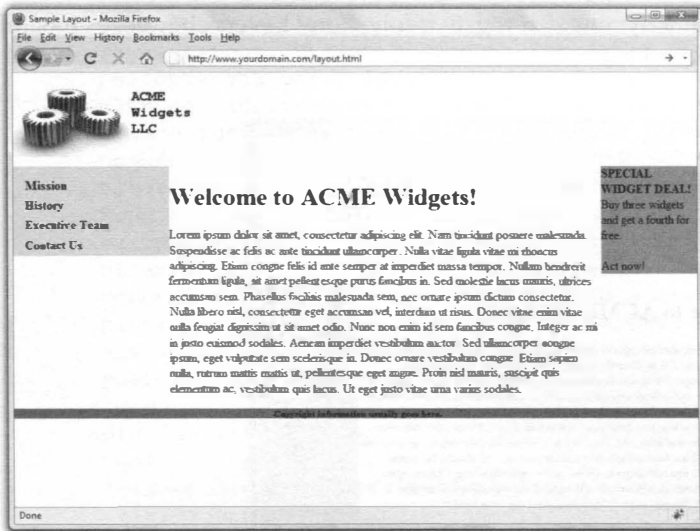 Sample Layout - Mozilla Firefox
File Edit View History Bookmarks Tools Help
http://www.yourdomain.com/layout.html
ACME
Widgets
LLC
Mission
History
Executive Team
Contact Us
Welcome to ACME Widgets!
Lorem ipsum dolor sit amet, consectetur adipiscing elit. Nam tincidunt posuere malesuada.
Suspendisse ac felis ac ante tincidunt ullamcorper. Nulla vitae ligula vitae mi rhoncus
adipiscing. Etiam congue felis id ante semper at imperdiet massa tempor. Nullam hendrerit
fermentum ligula, sit amet pellentesque purus faucibus in. Sed molestie lacus mauris, ultrices
accumsan sem. Phasellus facilisis malesuada sem, nec ornare ipsum dictum consectetur.
Nulla libero nisl, consectetur eget accumsan vel, interdum ut risus. Donec vitae enim vitae
nulla feugiat dignissim ut sit amet odio. Nunc non enim id sem faucibus congue. Integer ac mi
in justo euismod sodales. Aenean imperdiet vestibulum auctor. Sed ullamcorper congue
ipsum, eget vulputate sem scelerisque in. Donec ornare vestibulum congue. Etiam sapien
nulla, rutrum mattis mattis ut, pellentesque eget augue. Proin nisl mauris, suscipit quis
elementum ac, vestibulum quis lacus. Ut eget justo vitae urna varius sodales.
SPECIAL
WIDGET DEAL!
Buy three widgets
and get a fourth for
free.
Act now!
Copyright information usually goes here.
Done